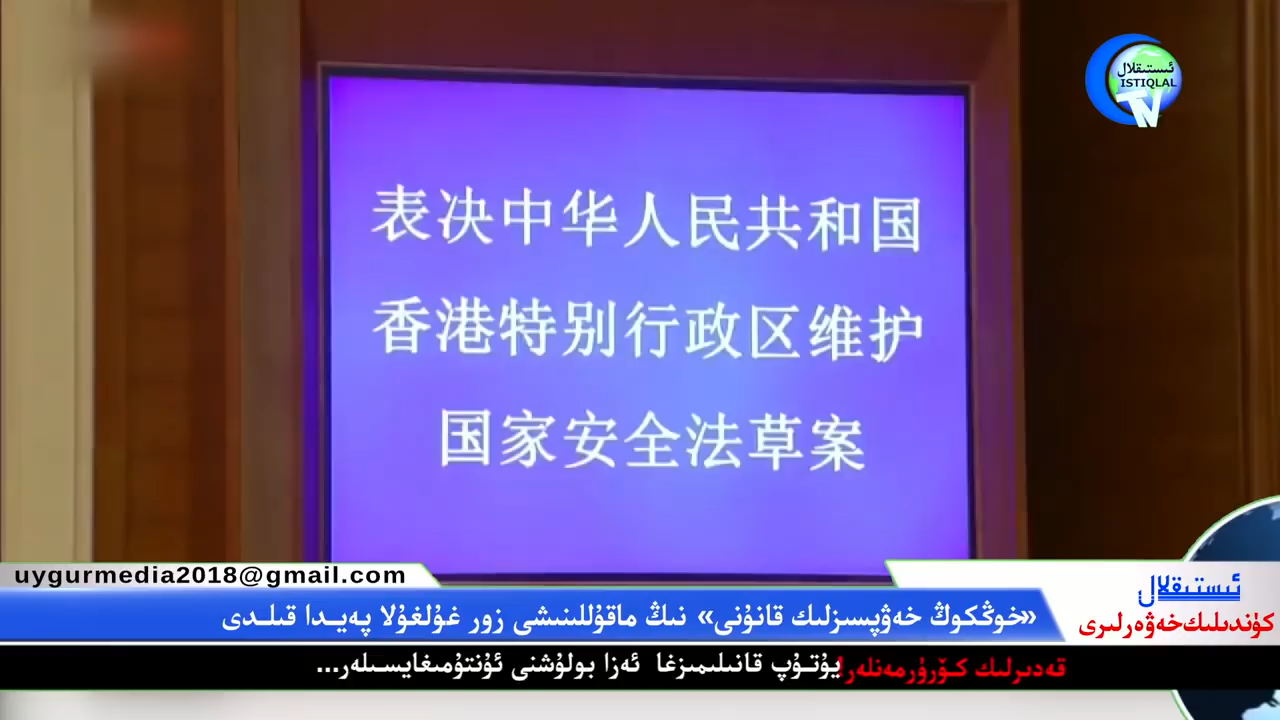 ئىستىقلال
ISTIQLAL
TV
表决中华人民共和国
香港特别行政区维护
国家安全法草案
uygurmedia2018@gmail.com
ئىستىقلال
كۈندىلىك خەۋەرلىرى
«خوڭكوڭ خەۋپسىزلىك قانۇنى» نىڭ ماقۇللىنىشى زور غۇلغۇلا پەيدا قىلدى
قەدىرلىك كۆرۈرمەنلەر يۇتۇپ قانىلىمىزغا ئەزا بولۇشنى ئۇنتۇمىغايسىلەر...